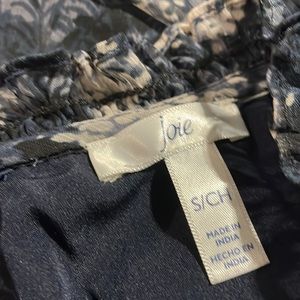 Joie
S/CH
MADE IN
INDIA
HECHO EN
INDIA